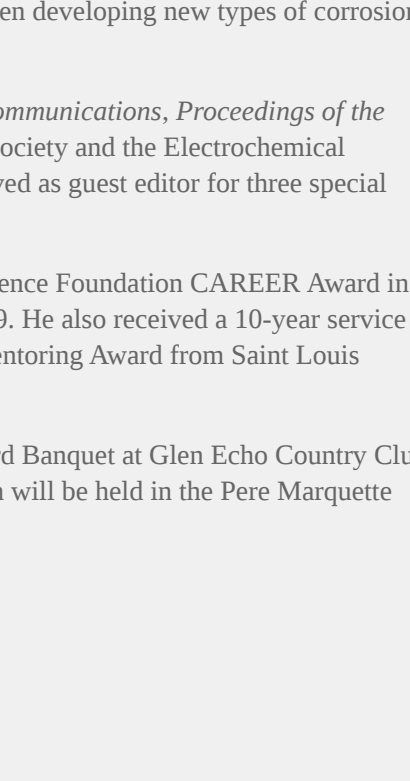 en developing new types of corrosion
ommunications, Proceedings of the
ociety and the Electrochemical
ved as guest editor for three special
ence Foundation CAREER Award in
9. He also received a 10-year service
entoring Award from Saint Louis
rd Banquet at Glen Echo Country Clu
will be held in the Pere Marquette